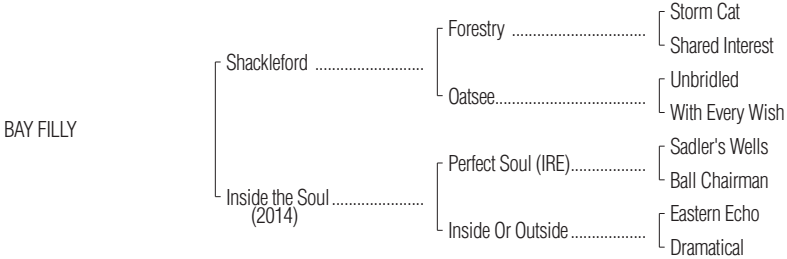 Storm Cat
Forestry ..............................
Shared Interest
Shackleford ........................
Unbridled
Oatsee.................................
With Every Wish
BAY FILLY
Sadler's Wells
Perfect Soul (IRE).................
Ball Chairman
Inside the Soul....................
(2014)
Eastern Echo
Inside Or Outside.................
Dramatical